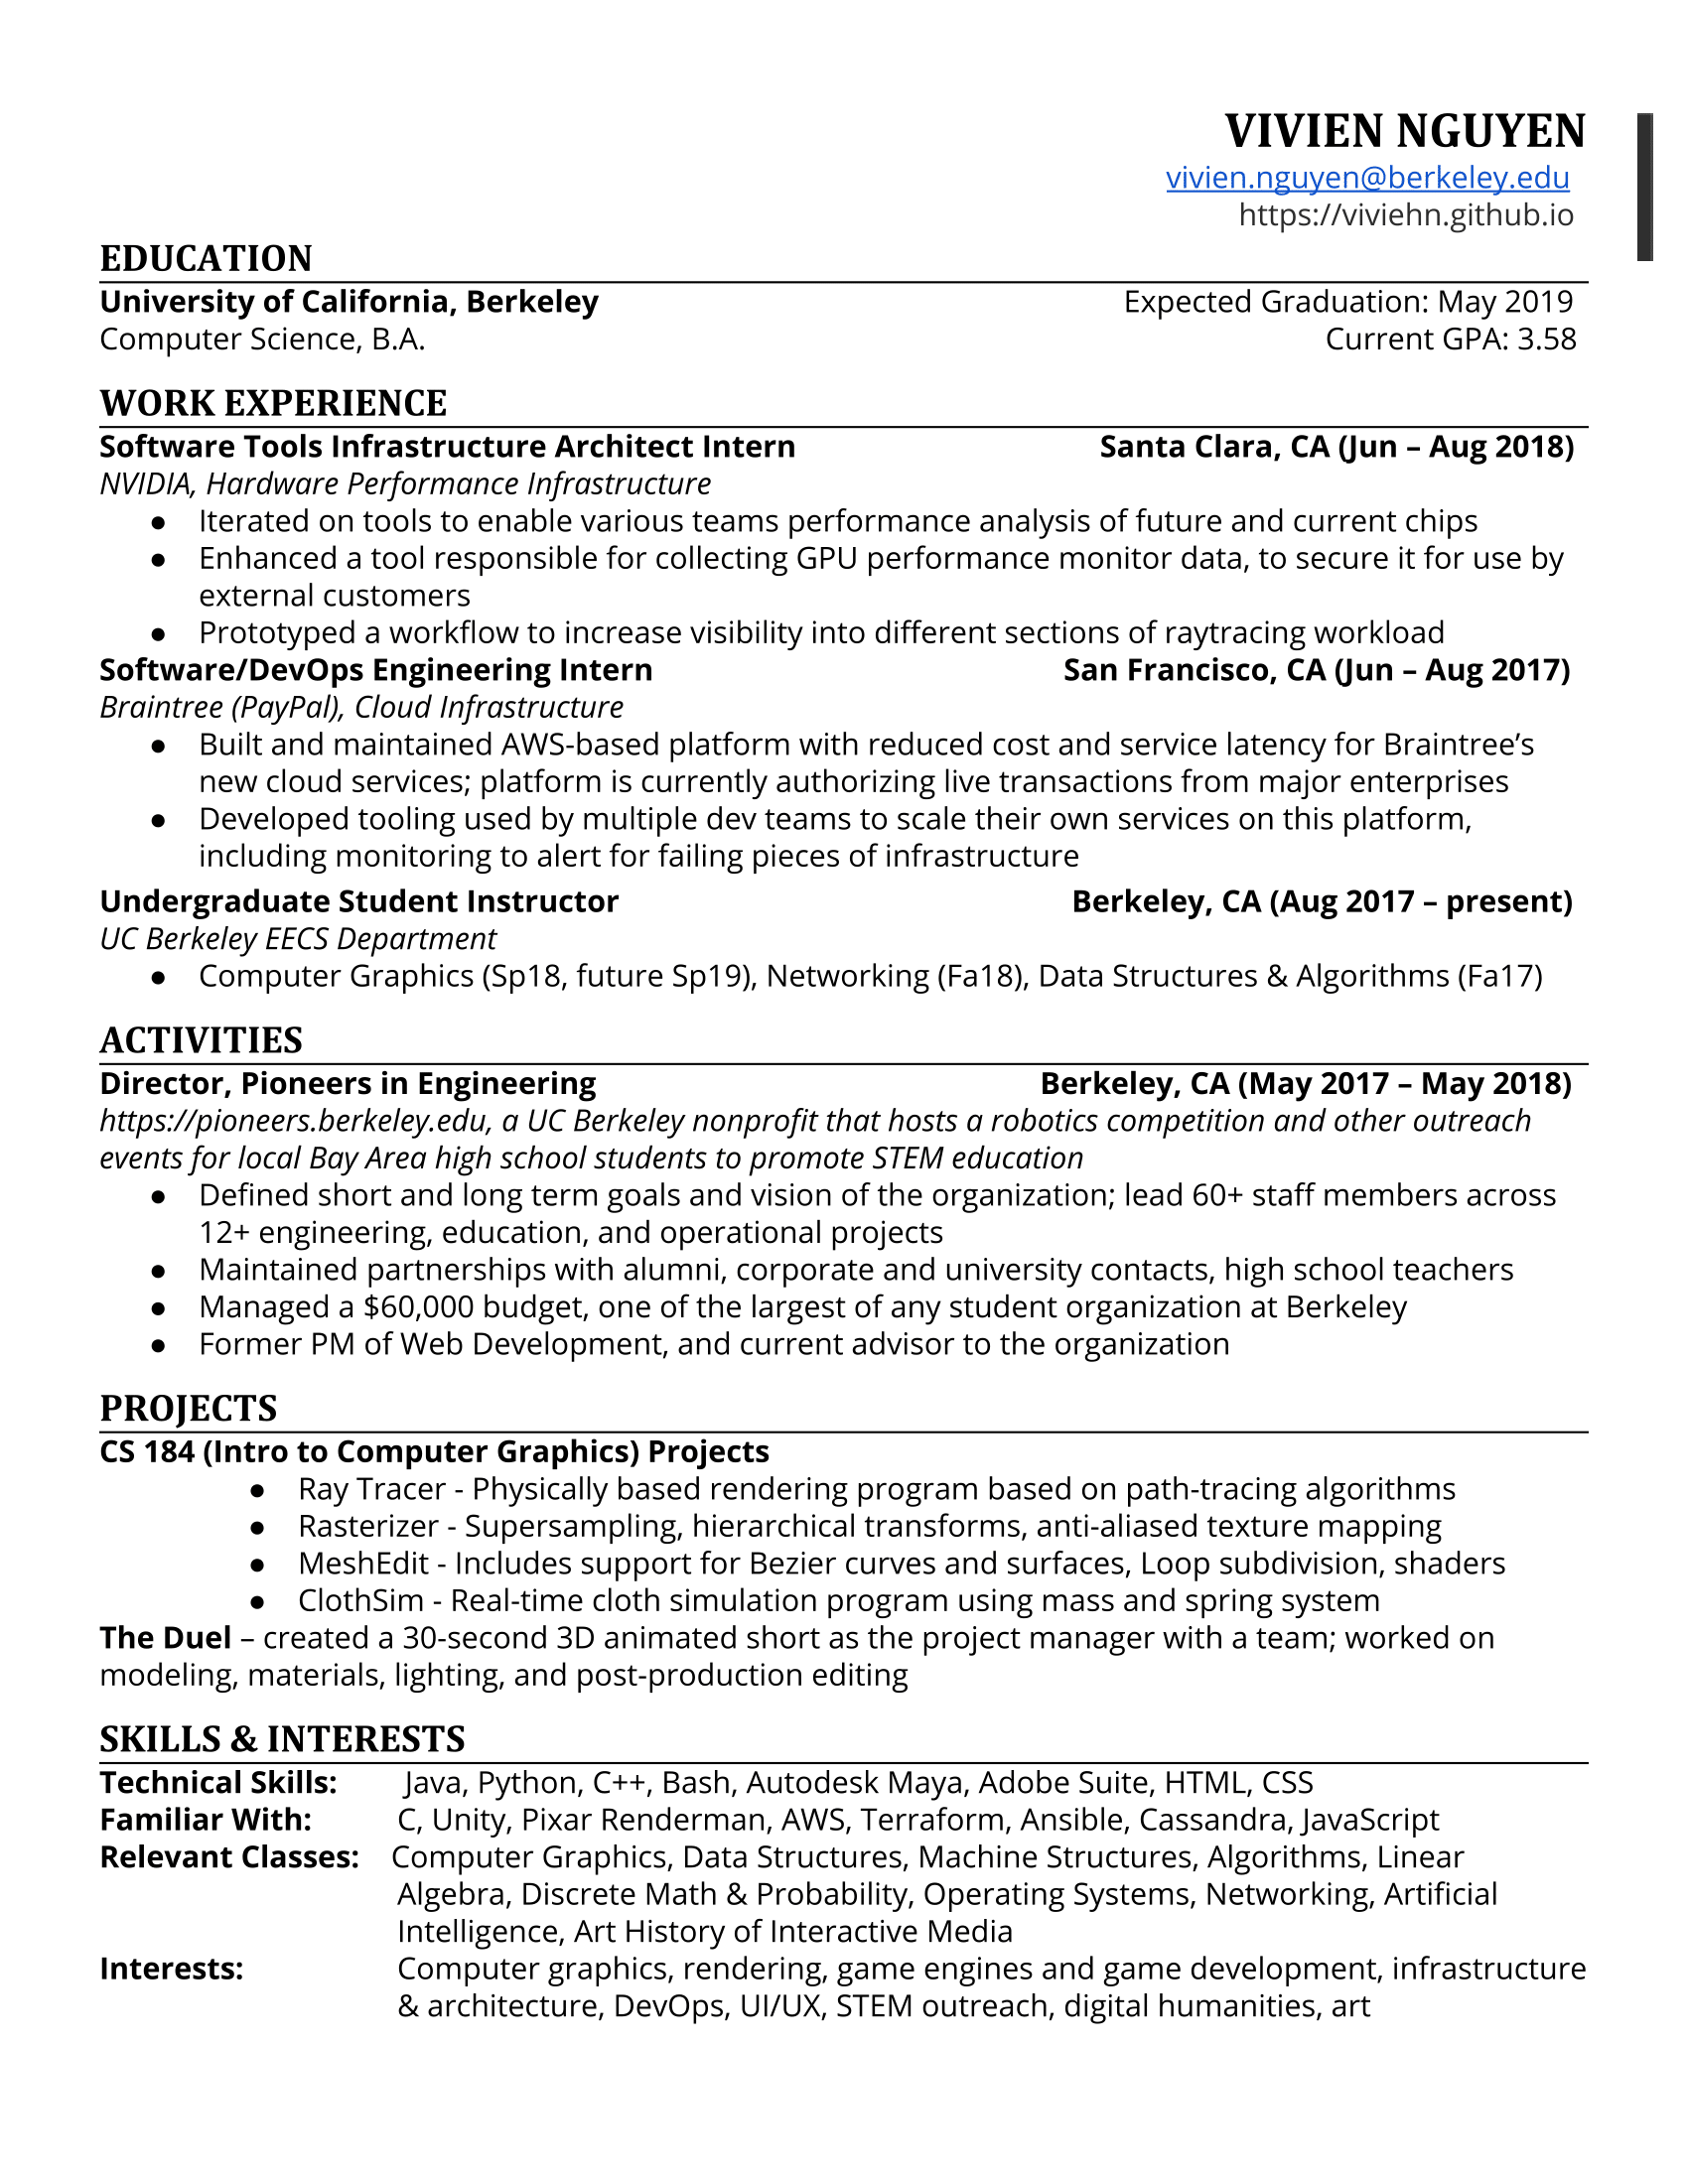 VIVIEN NGUYEN
vivien.nguyen@berkeley.edu
https://viviehn.github.io
EDUCATION
University of California, Berkeley Expected Graduation: May 2019
Computer Science, B.A. Current GPA: 3.58
WORK EXPERIENCE
Software Tools Infrastructure Architect Intern Santa Clara, CA (Jun – Aug 2018)
NVIDIA, Hardware Performance Infrastructure
● Iterated on tools to enable various teams performance analysis of future and current chips
● Enhanced a tool responsible for collecting GPU performance monitor data, to secure it for use by
external customers
● Prototyped a workflow to increase visibility into different sections of raytracing workload
Software/DevOps Engineering Intern San Francisco, CA (Jun – Aug 2017)
Braintree (PayPal), Cloud Infrastructure
● Built and maintained AWS-based platform with reduced cost and service latency for Braintree’s
new cloud services; platform is currently authorizing live transactions from major enterprises
● Developed tooling used by multiple dev teams to scale their own services on this platform,
including monitoring to alert for failing pieces of infrastructure
Undergraduate Student Instructor Berkeley, CA (Aug 2017 – present)
UC Berkeley EECS Department
● Computer Graphics (Sp18, future Sp19), Networking (Fa18), Data Structures & Algorithms (Fa17)
ACTIVITIES
Director, Pioneers in Engineering Berkeley, CA (May 2017 – May 2018)
https://pioneers.berkeley.edu, a UC Berkeley nonprofit that hosts a robotics competition and other outreach
events for local Bay Area high school students to promote STEM education
● Defined short and long term goals and vision of the organization; lead 60+ staff members across
12+ engineering, education, and operational projects
● Maintained partnerships with alumni, corporate and university contacts, high school teachers
● Managed a $60,000 budget, one of the largest of any student organization at Berkeley
● Former PM of Web Development, and current advisor to the organization
PROJECTS
CS 184 (Intro to Computer Graphics) Projects
● Ray Tracer - Physically based rendering program based on path-tracing algorithms
● Rasterizer - Supersampling, hierarchical transforms, anti-aliased texture mapping
● MeshEdit - Includes support for Bezier curves and surfaces, Loop subdivision, shaders
● ClothSim - Real-time cloth simulation program using mass and spring system
The Duel – created a 30-second 3D animated short as the project manager with a team; worked on
modeling, materials, lighting, and post-production editing
SKILLS & INTERESTS
Technical Skills: Java, Python, C++, Bash, Autodesk Maya, Adobe Suite, HTML, CSS
Familiar With: C, Unity, Pixar Renderman, AWS, Terraform, Ansible, Cassandra, JavaScript
Relevant Classes: Computer Graphics, Data Structures, Machine Structures, Algorithms, Linear
Algebra, Discrete Math & Probability, Operating Systems, Networking, Artificial
Intelligence, Art History of Interactive Media
Interests: Computer graphics, rendering, game engines and game development, infrastructure
& architecture, DevOps, UI/UX, STEM outreach, digital humanities, art